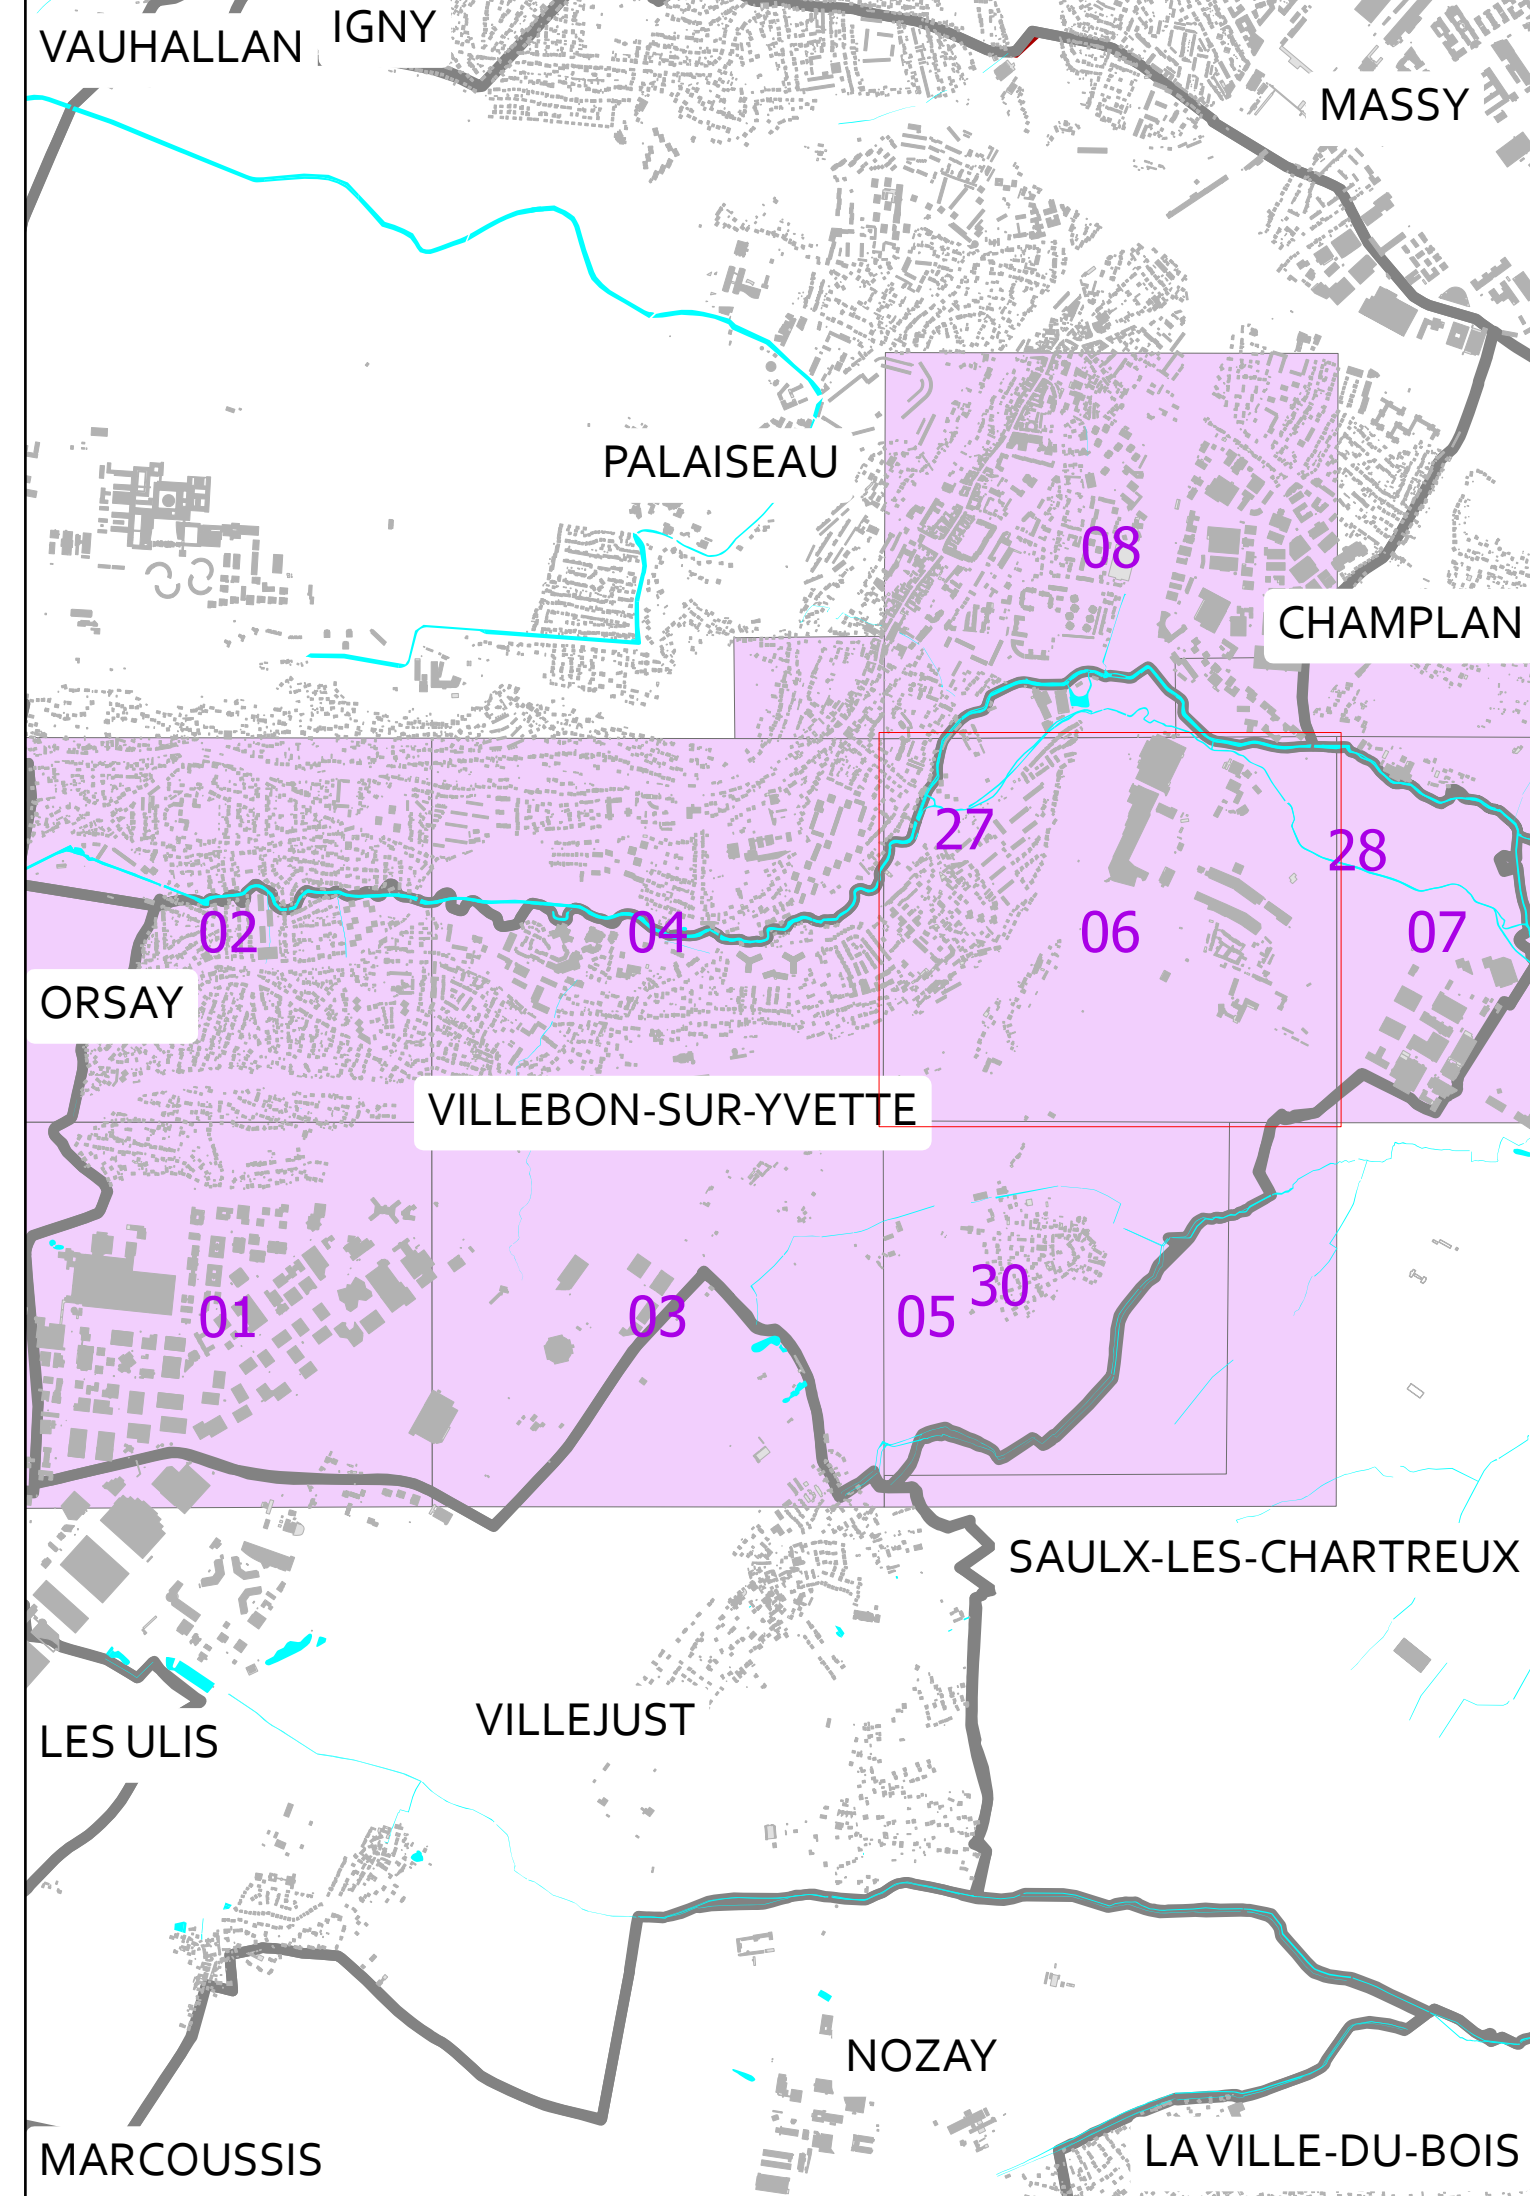 IGNY
VAUHALLAN
MASSY
PALAISEAU
08
CHAMPLAN
27
28
02
04
06
07
ORSAY
VILLEBON-SUR-YVETTE
30
01
03
05
SAULX-LES-CHARTREUX
VILLEJUST
LES ULIS
NOZAY
LA VILLE-DU-BOIS
MARCOUSSIS